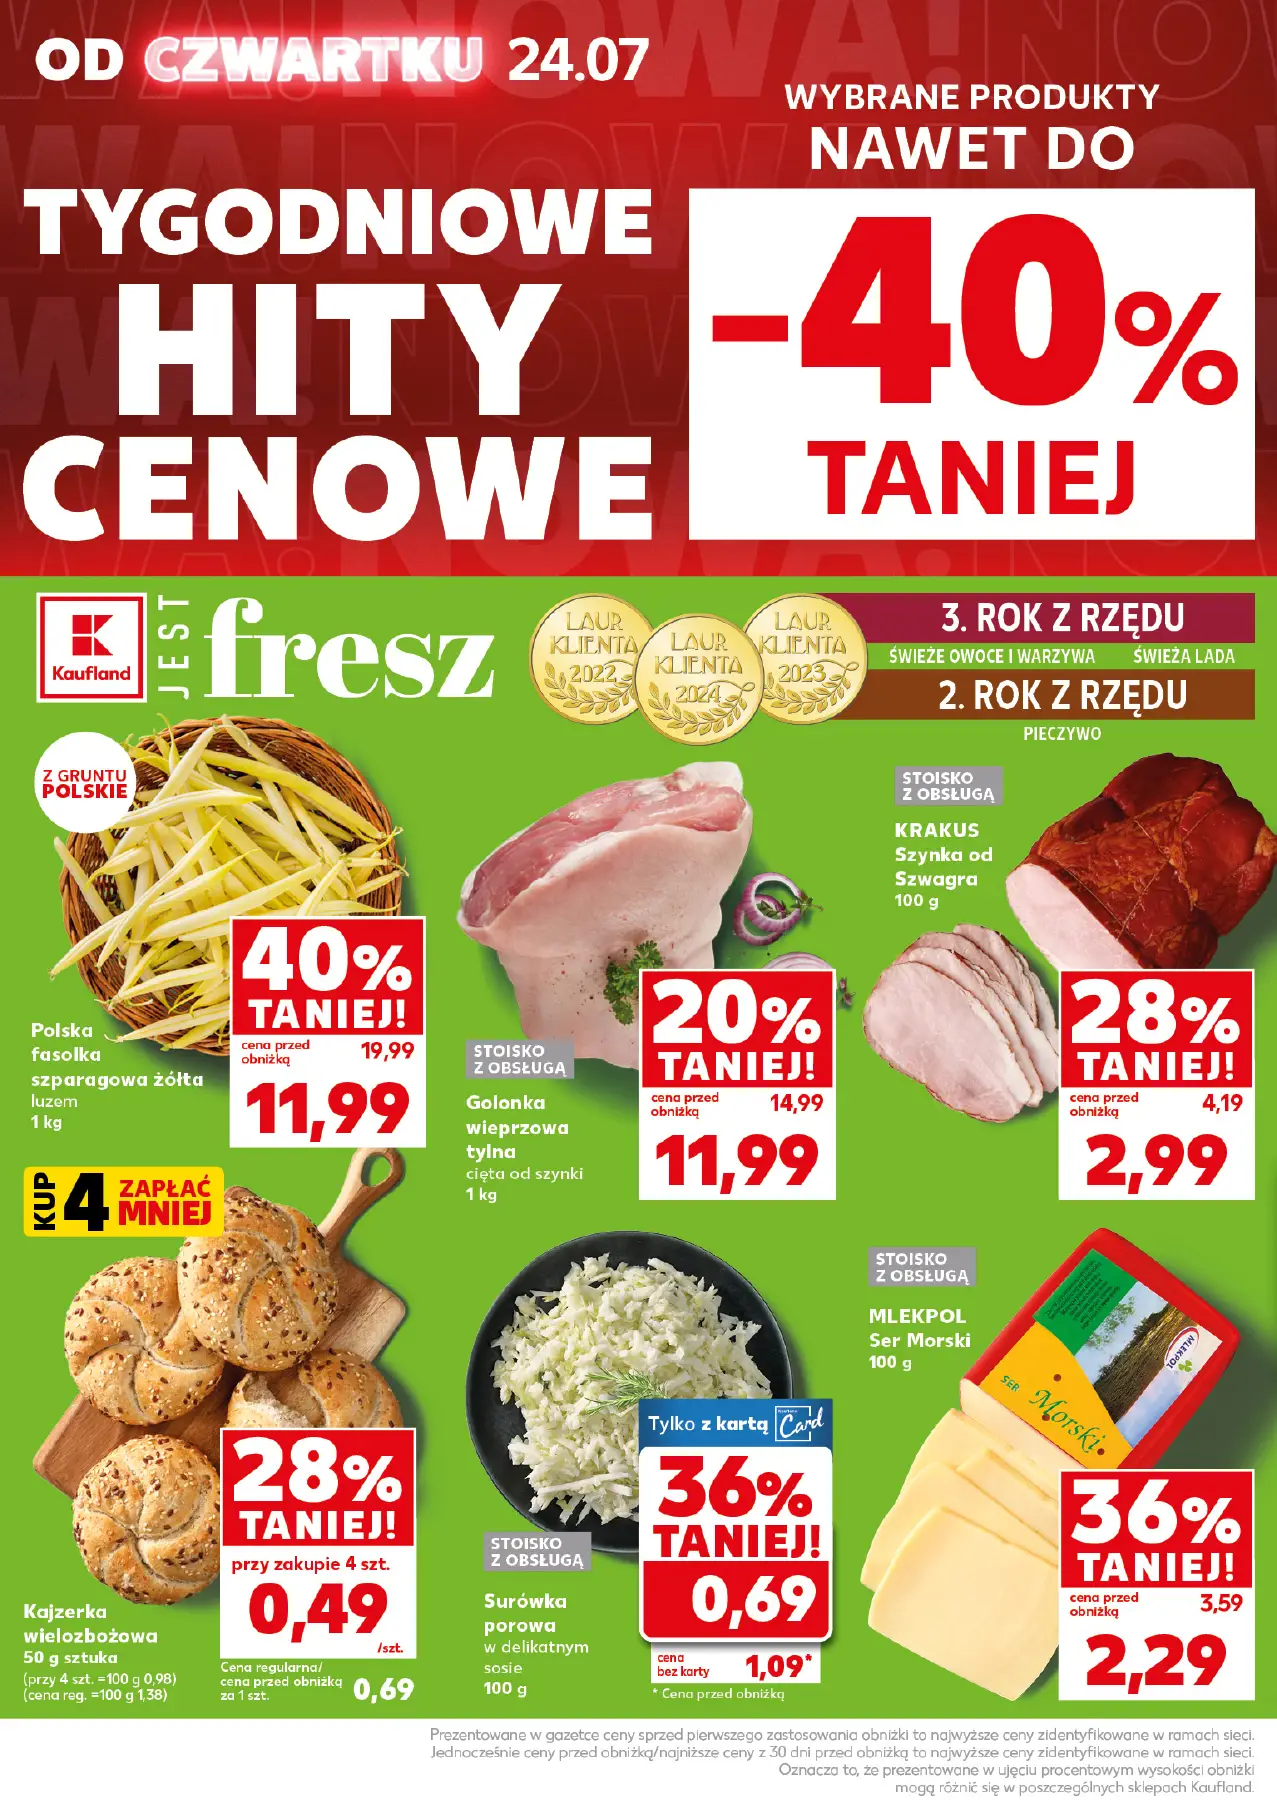 OD CZWARTKU 24.07
WYBRANE PRODUKTY
NAWET DO
-40%
TANIEJ
TYGODNIOWE
HITY
CENOWE
Kaufland
JEST
fresz
LAUR
KLIENTA
2022
LAUR
KLIENTA
2024
LAUR
KLIENTA
2023
3. ROK Z RZĘDU
ŚWIEŻE OWOCE I WARZYWA ŚWIEŻA LADA
2. ROK Z RZĘDU
PIECZYWO
Z GRUNTU
POLSKIE
Polska
fasolka
szparagowa żółta
luzem
1 kg
40%
TANIEJ!
cena przed
obniżką
19,99
11,99
STOISKO
Z OBSŁUGĄ
Golonka
wieprzowa
tylna
cięta od szynki
1 kg
20%
TANIEJ!
cena przed
obniżką
14,99
11,99
STOISKO
Z OBSŁUGĄ
KRAKUS
Szynka od
Szwagra
100 g
28%
TANIEJ!
cena przed
obniżką
4,19
2,99
KUP 4 ZAPŁAĆ
MNIEJ
28%
TANIEJ!
przy zakupie 4 szt.
0,49
/szt.
Kajzerka
wielozbożowa
50 g sztuka
(przy 4 szt. =100 g 0,98)
(cena reg. =100 g 1,38)
Cena regularna/
cena przed obniżką
za 1 szt.
0,69
STOISKO
Z OBSŁUGĄ
Surówka
porowa
w delikatnym
sosie
100 g
Tylko z kartą
Kaufland
Card
36%
TANIEJ!
0,69
cena
bez karty
1,09*
* Cena przed obniżką
STOISKO
Z OBSŁUGĄ
MLEKPOL
Ser Morski
100 g
MLEKPOL
SER
Morski
36%
TANIEJ!
cena przed
obniżką
3,59
2,29
Prezentowane w gazetce ceny sprzed pierwszego zastosowania obniżki to najwyższe ceny zidentyfikowane w ramach sieci.
Jednocześnie ceny przed obniżką/najniższe ceny z 30 dni przed obniżką to najwyższe ceny zidentyfikowane w ramach sieci.
Oznacza to, że prezentowane w ujęciu procentowym wysokości obniżki
mogą różnić się w poszczególnych sklepach Kaufland.